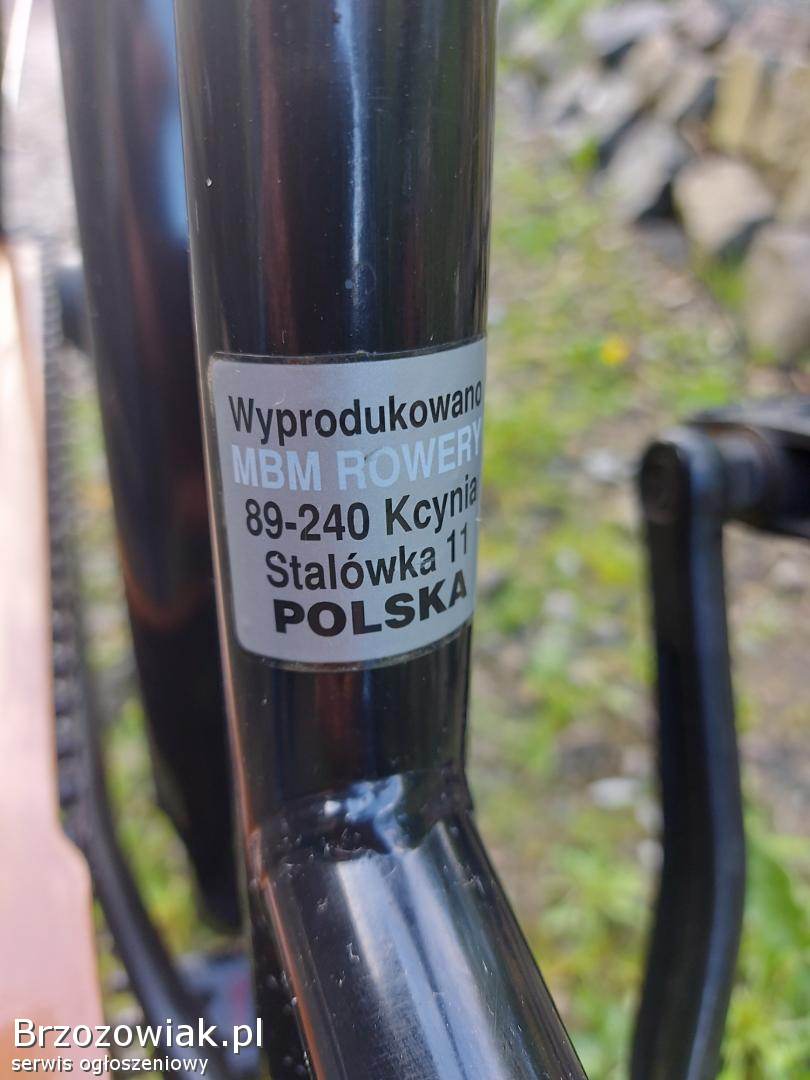 Wyprodukowano
MBM ROWERY
89-240 Kcynia
Stalówka 11
POLSKA
Brzozowiak.pl
serwis ogłoszeniowy